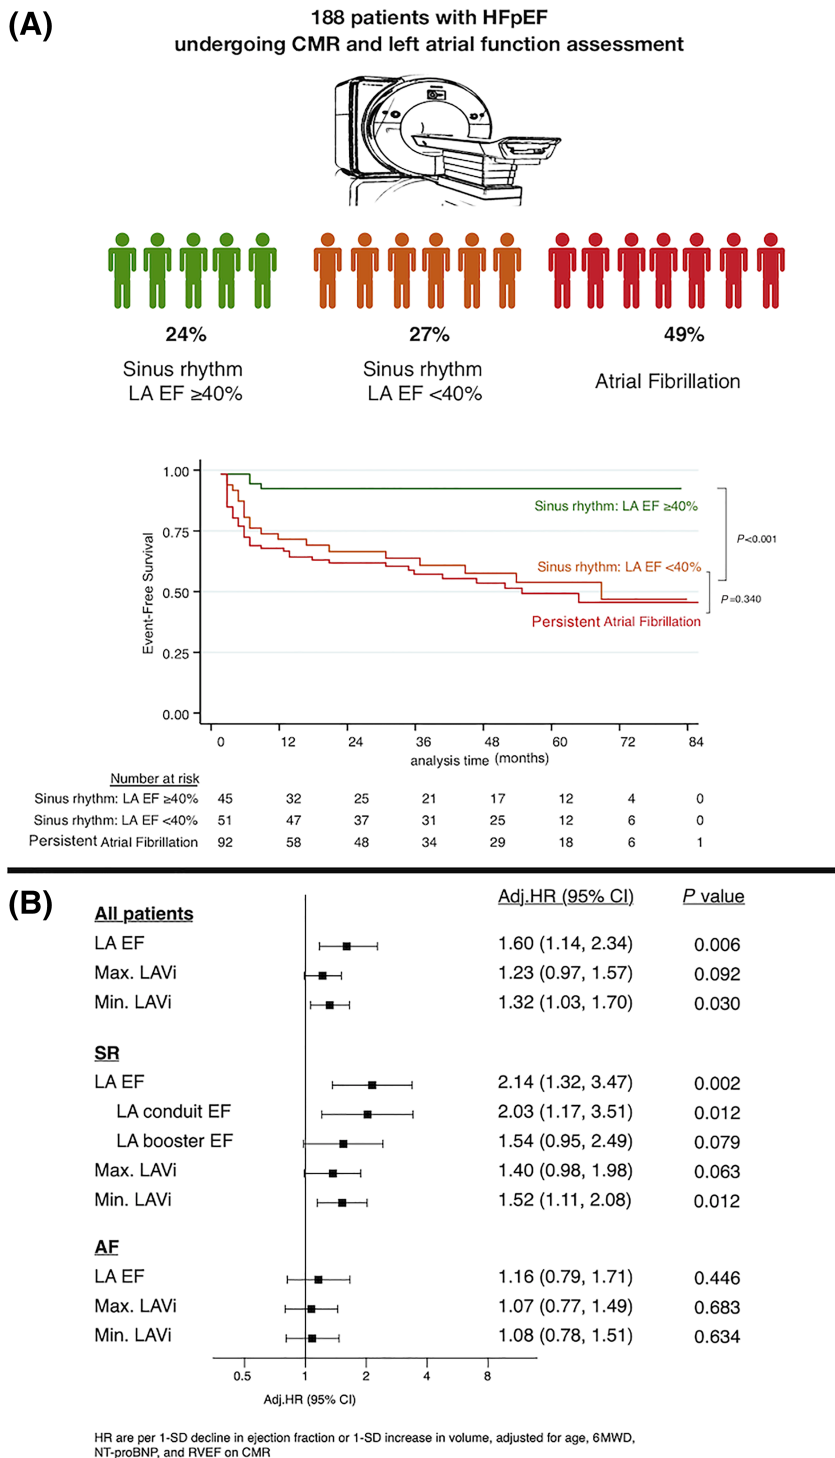 (A)
188 patients with HFpEF
undergoing CMR and left atrial function assessment
24%
27%
49%
Sinus rhythm
LA EF ≥40%
Sinus rhythm
LA EF <40%
Atrial Fibrillation
Event-Free Survival
1.00
0.75
0.50
0.25
0.00
Sinus rhythm: LA EF ≥40%
P<0.001
Sinus rhythm: LA EF <40%
P=0.340
Persistent Atrial Fibrillation
0 12 24 36 48 60 72 84
analysis time (months)
Number at risk
Sinus rhythm: LA EF ≥40% 45 32 25 21 17 12 4 0
Sinus rhythm: LA EF <40% 51 47 37 31 25 12 6 0
Persistent Atrial Fibrillation 92 58 48 34 29 18 6 1
(B)
Adj.HR (95% CI) P value
All patients
LA EF 1.60 (1.14, 2.34) 0.006
Max. LAVi 1.23 (0.97, 1.57) 0.092
Min. LAVi 1.32 (1.03, 1.70) 0.030
SR
LA EF 2.14 (1.32, 3.47) 0.002
LA conduit EF 2.03 (1.17, 3.51) 0.012
LA booster EF 1.54 (0.95, 2.49) 0.079
Max. LAVi 1.40 (0.98, 1.98) 0.063
Min. LAVi 1.52 (1.11, 2.08) 0.012
AF
LA EF 1.16 (0.79, 1.71) 0.446
Max. LAVi 1.07 (0.77, 1.49) 0.683
Min. LAVi 1.08 (0.78, 1.51) 0.634
0.5 1 2 4 8
Adj.HR (95% CI)
HR are per 1-SD decline in ejection fraction or 1-SD increase in volume, adjusted for age, 6MWD,
NT-proBNP, and RVEF on CMR